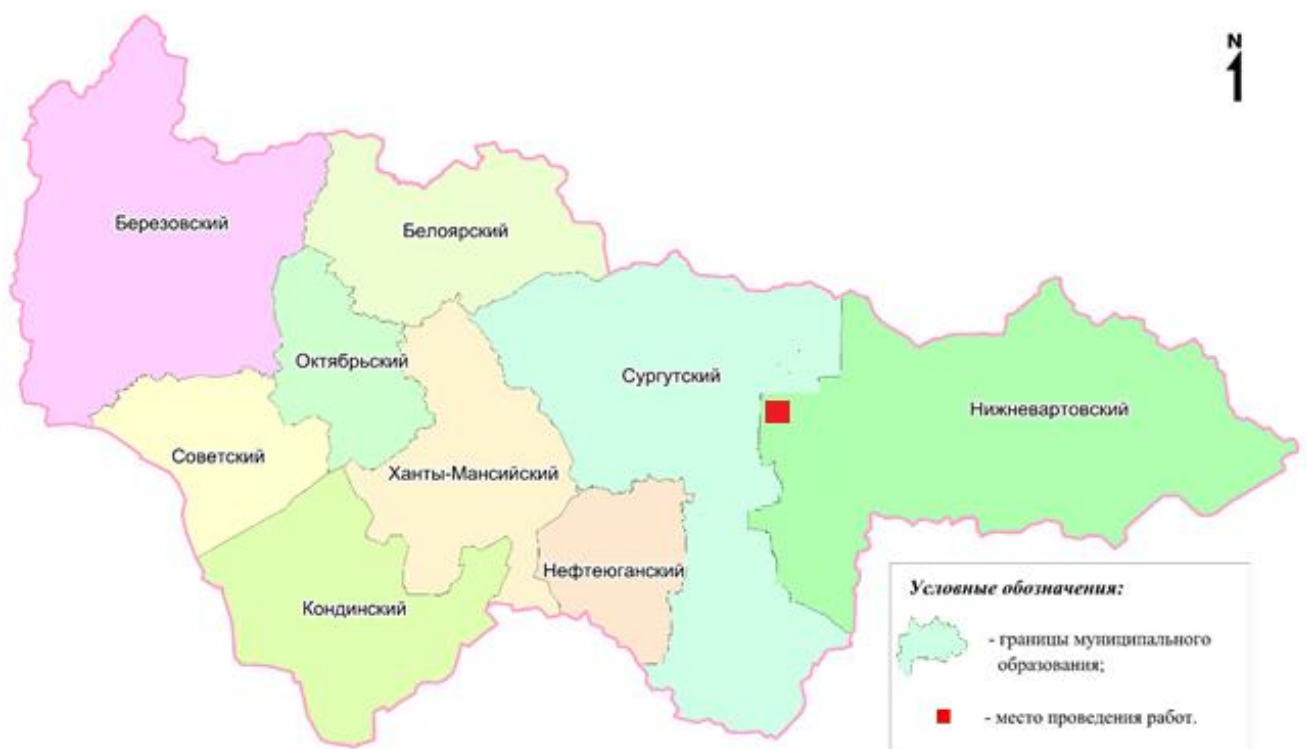 N
Березовский
Белоярский
Октябрьский
Сургутский
Нижневартовский
Советский
Ханты-Мансийский
Нефтеюганский
Кондинский
Условные обозначения:
- границы муниципального
образования;
- место проведения работ.